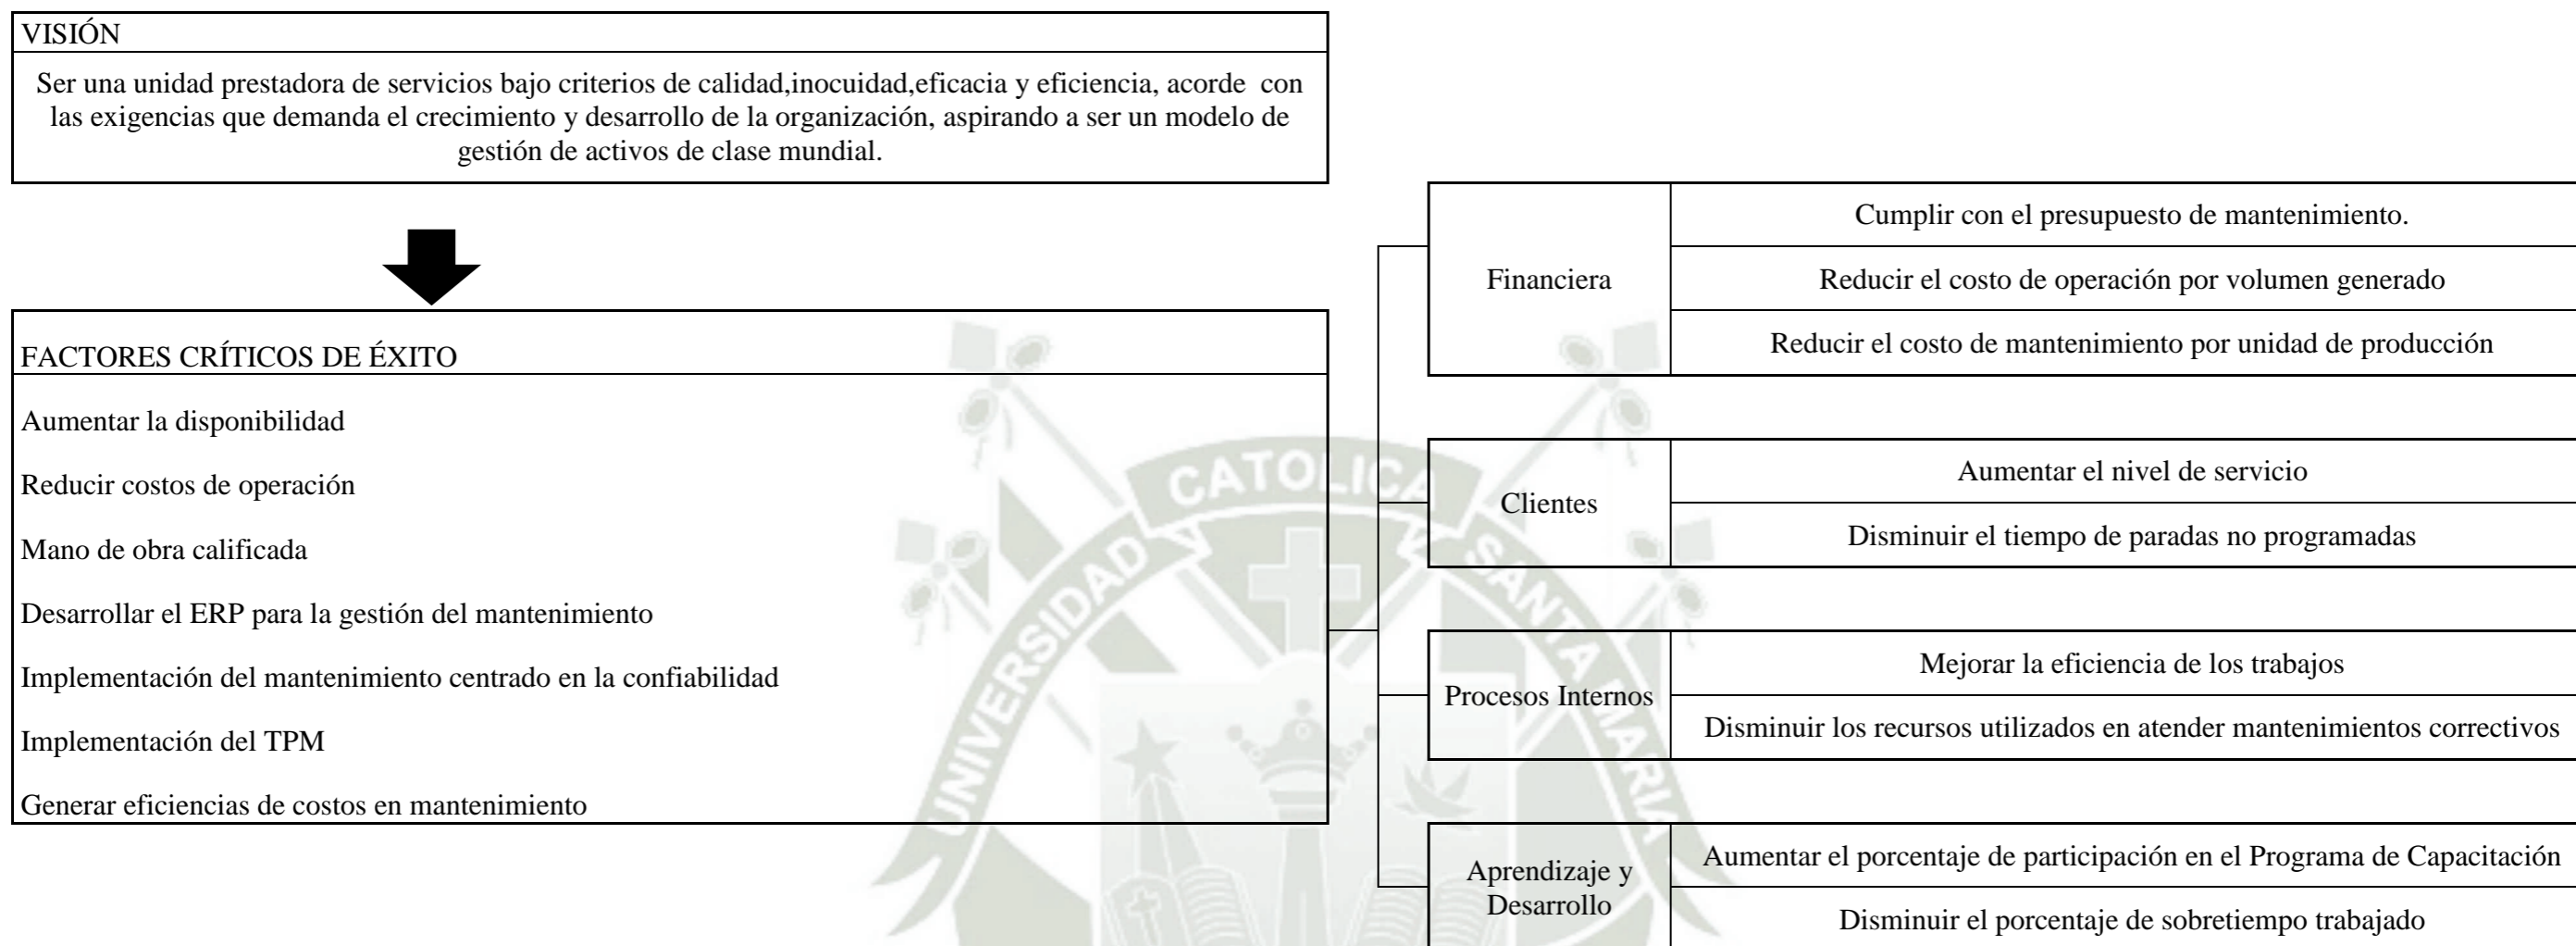 VISIÓN
Ser una unidad prestadora de servicios bajo criterios de calidad,inocuidad,eficacia y eficiencia, acorde  con
las exigencias que demanda el crecimiento y desarrollo de la organización, aspirando a ser un modelo de
gestión de activos de clase mundial.
FACTORES CRÍTICOS DE ÉXITO
Aumentar la disponibilidad
Reducir costos de operación
Mano de obra calificada
Desarrollar el ERP para la gestión del mantenimiento
Implementación del mantenimiento centrado en la confiabilidad
Implementación del TPM
Generar eficiencias de costos en mantenimiento
Financiera
Cumplir con el presupuesto de mantenimiento.
Reducir el costo de operación por volumen generado
Reducir el costo de mantenimiento por unidad de producción
Clientes
Aumentar el nivel de servicio
Disminuir el tiempo de paradas no programadas
Procesos Internos
Mejorar la eficiencia de los trabajos
Disminuir los recursos utilizados en atender mantenimientos correctivos
Aprendizaje y
Desarrollo
Aumentar el porcentaje de participación en el Programa de Capacitación
Disminuir el porcentaje de sobretiempo trabajado
UNIVERSIDAD CATOLICA SANTA MARIA